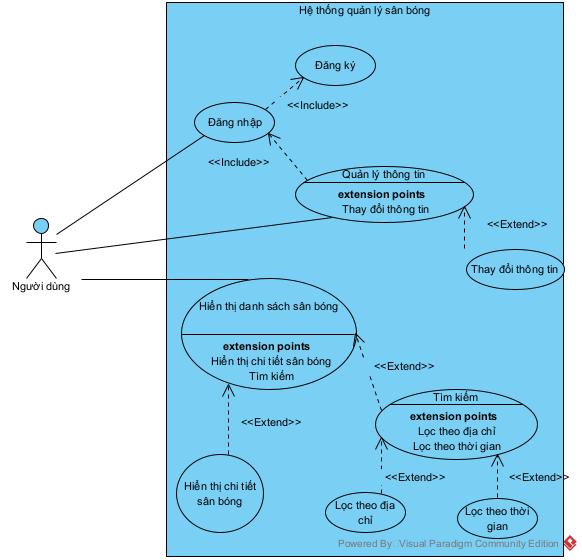 Hệ thống quản lý sân bóng
Đăng ký
<<Include>>
Đăng nhập
<<Include>>
Quản lý thông tin
extension points
Thay đổi thông tin
<<Extend>>
Thay đổi thông tin
Người dùng
Hiển thị danh sách sân bóng
extension points
Hiển thị chi tiết sân bóng
Tìm kiếm
<<Extend>>
Tìm kiếm
extension points
Lọc theo địa chỉ
Lọc theo thời gian
<<Extend>>
Hiển thị chi tiết
sân bóng
<<Extend>>
<<Extend>>
Lọc theo địa
chỉ
Lọc theo thời
gian
Powered By: Visual Paradigm Community Edition